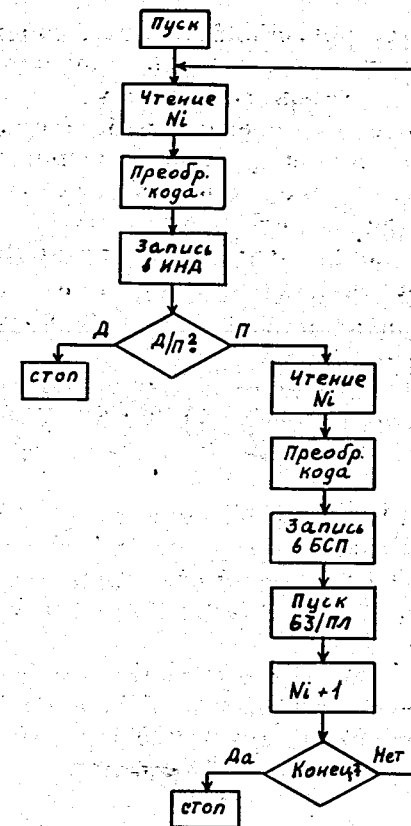 Пуск
Чтение
Ni
Преобр.
кода
Запись
в ИНД
Д/П?
Д
П
стоп
Чтение
Ni
Преобр.
кода
Запись
в БСП
Пуск
БЗ/ПЛ
Ni + 1
Конец?
Да
Нет
стоп